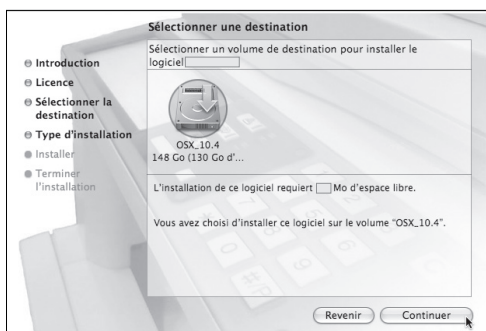 Sélectionner une destination
Sélectionner un volume de destination pour installer le
logiciel
Introduction
Licence
Sélectionner la
destination
Type d'installation
Installer
Terminer
l'installation
OSX_10.4
148 Go (130 Go d'...
L'installation de ce logiciel requiert Mo d'espace libre.
Vous avez choisi d'installer ce logiciel sur le volume "OSX_10.4".
Revenir
Continuer